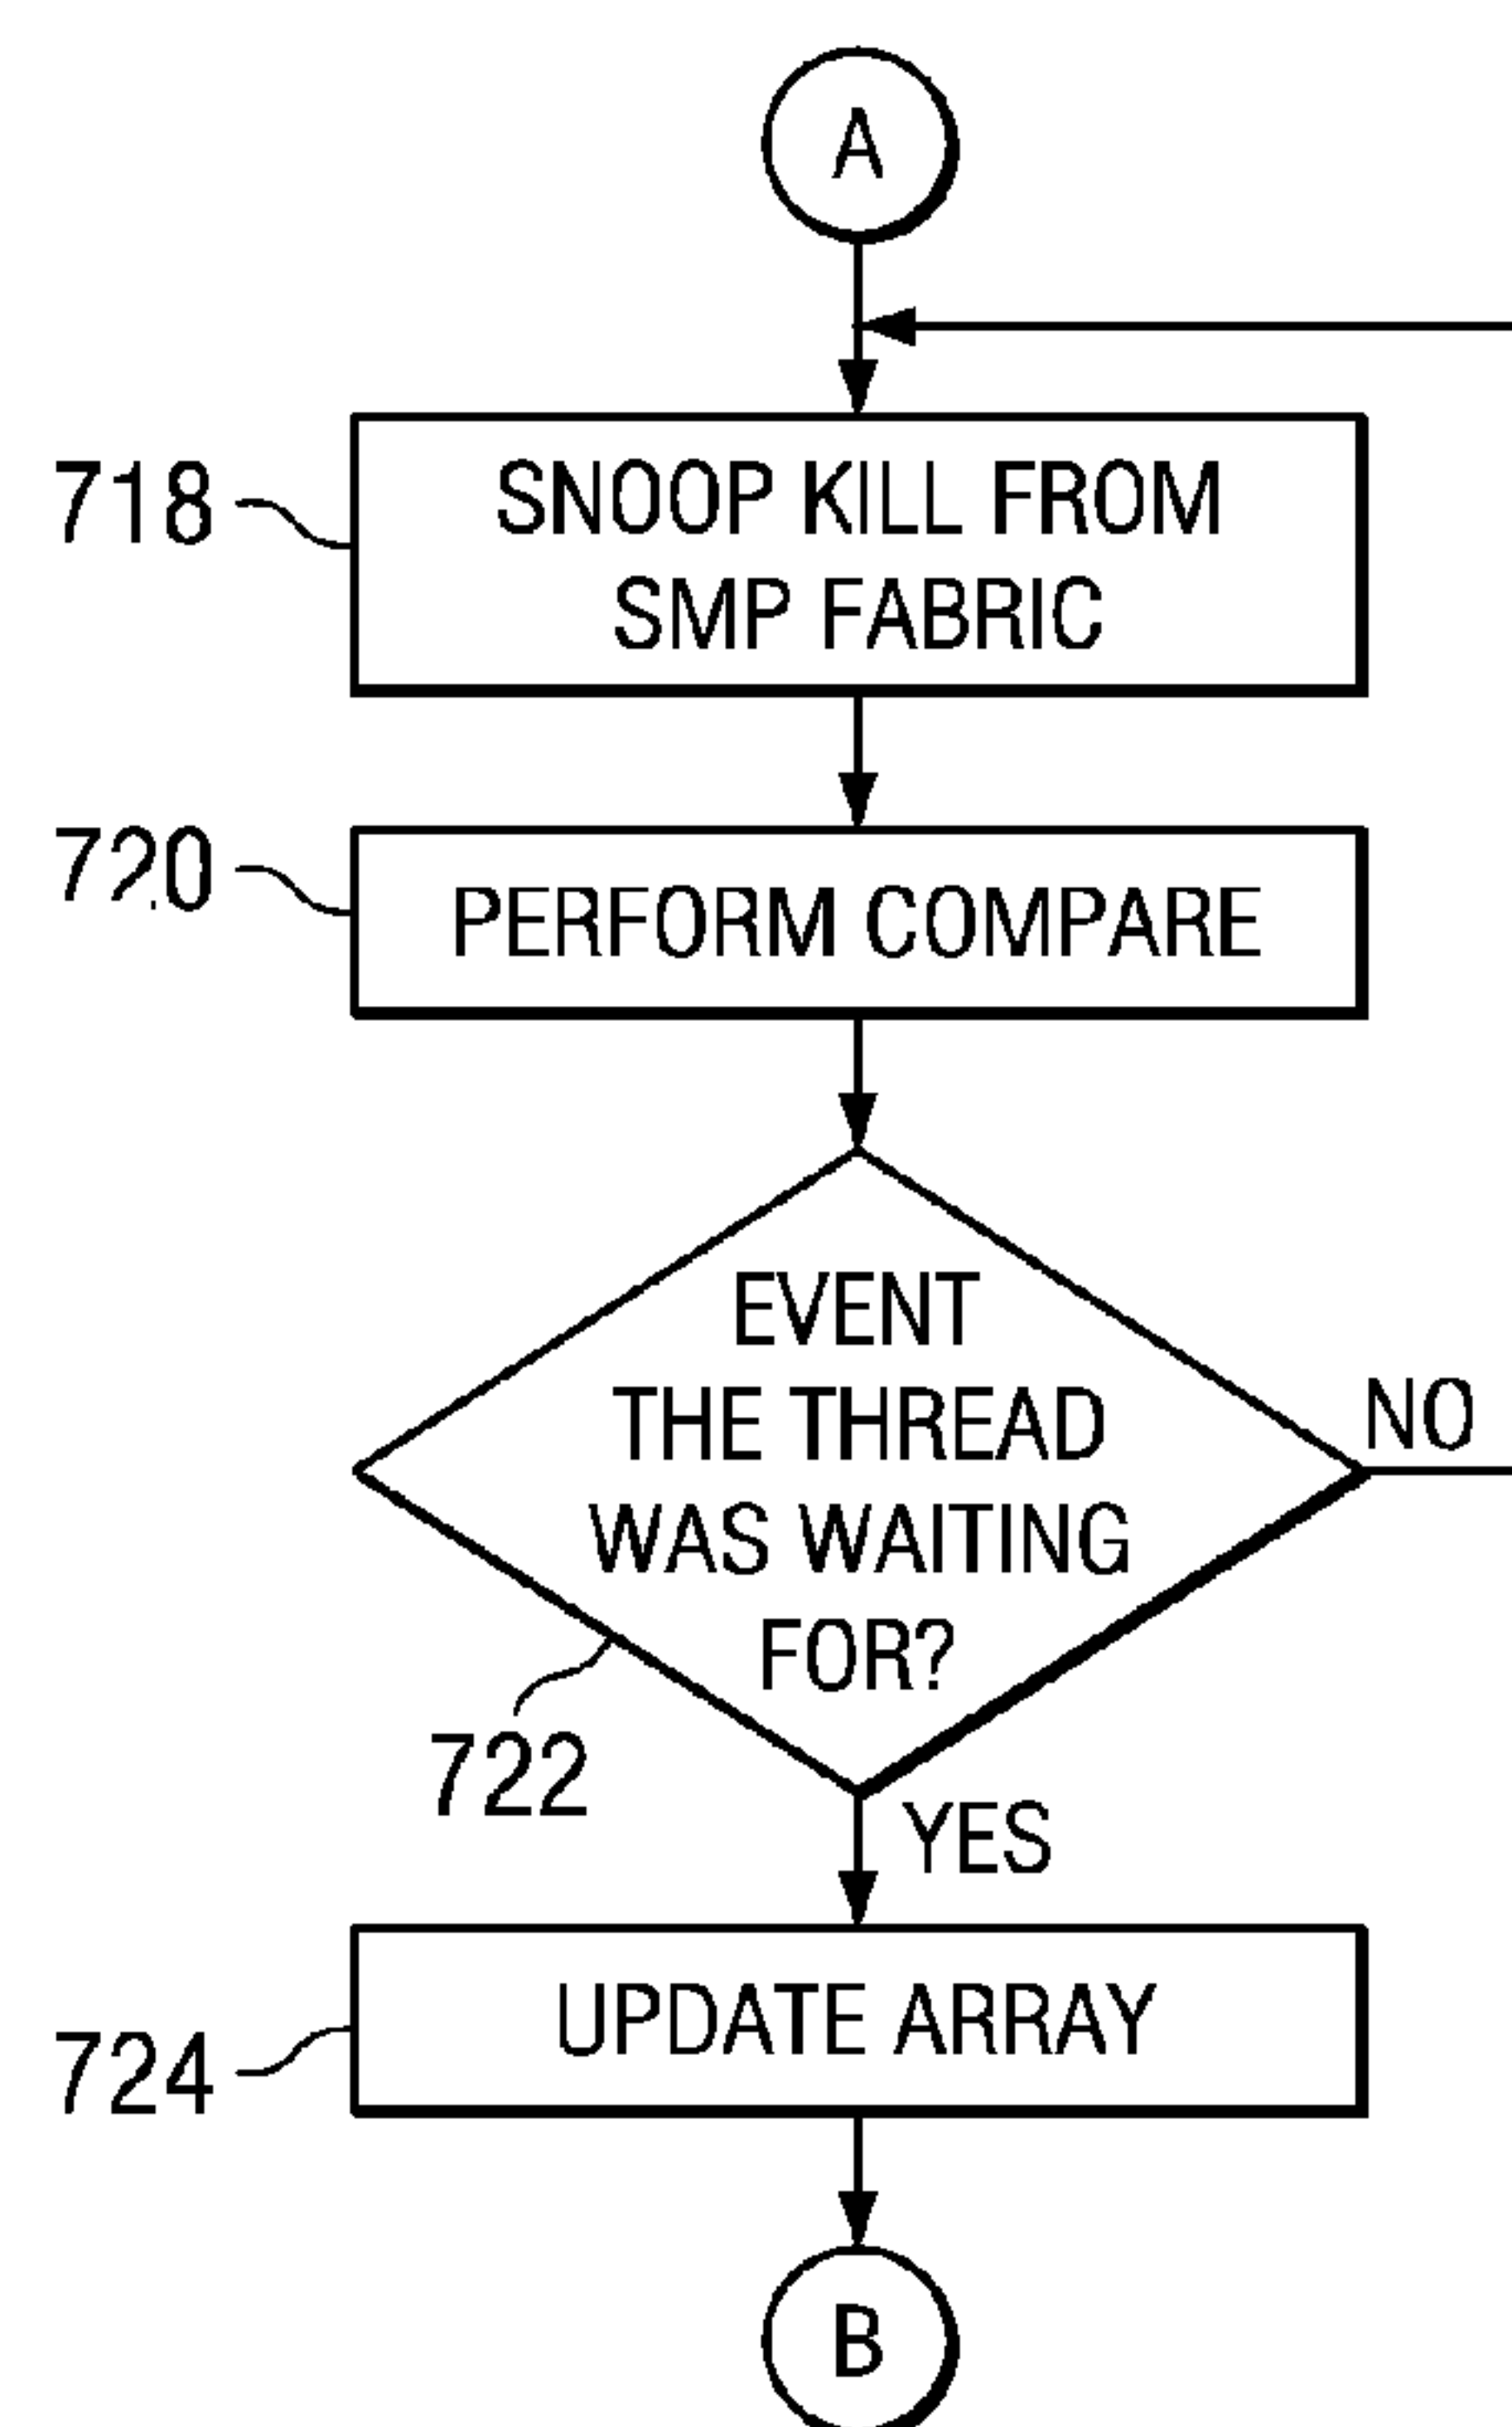 A
718
SNOOP KILL FROM
SMP FABRIC
720
PERFORM COMPARE
EVENT
THE THREAD
WAS WAITING
FOR?
NO
722
YES
724
UPDATE ARRAY
B